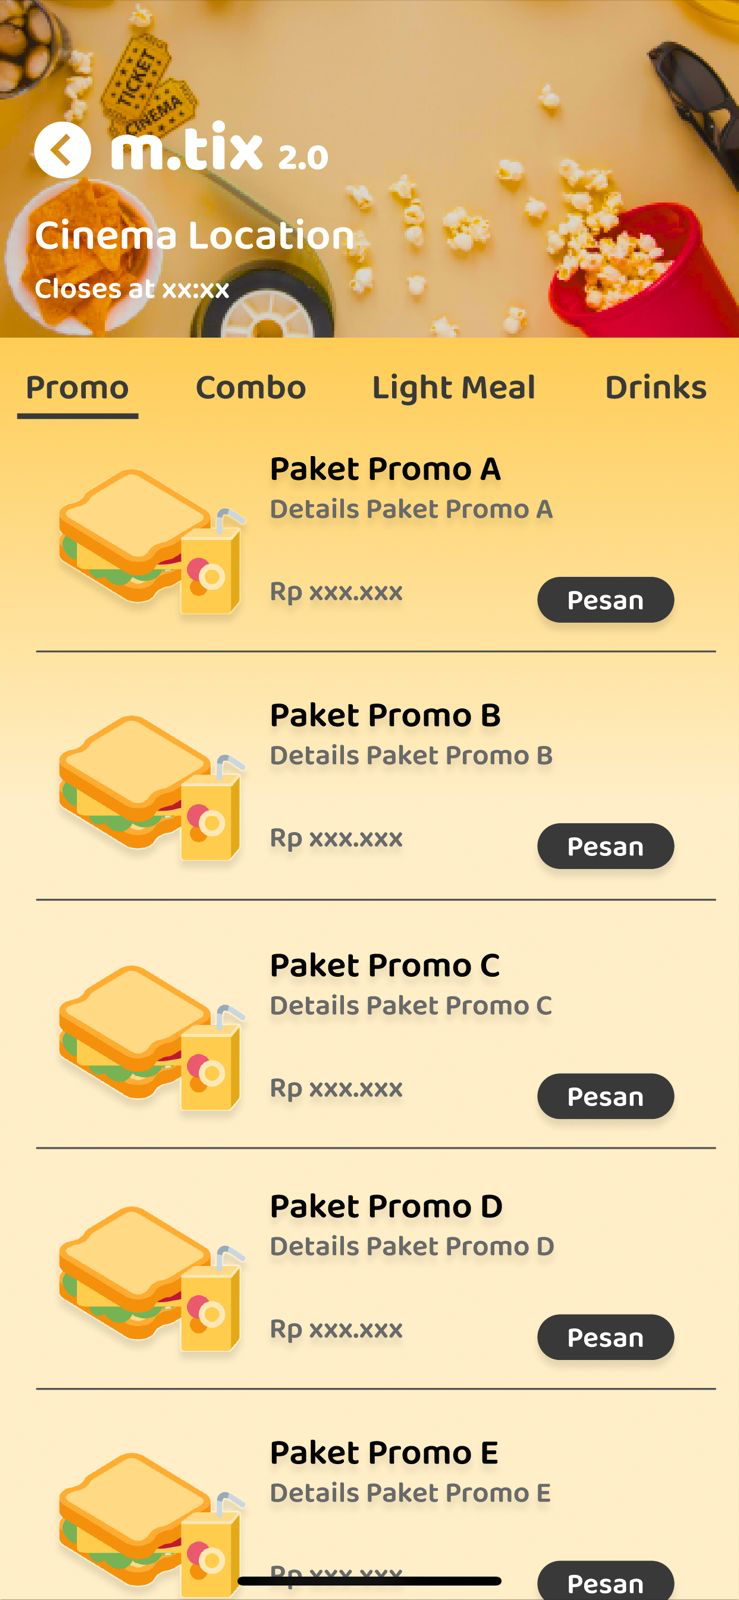 TICKET
CINEMA
m.tix 2.0
Cinema Location
Closes at xx:xx
Promo Combo Light Meal Drinks
Paket Promo A
Details Paket Promo A
Rp xxx.xxx
Pesan
Paket Promo B
Details Paket Promo B
Rp xxx.xxx
Pesan
Paket Promo C
Details Paket Promo C
Rp xxx.xxx
Pesan
Paket Promo D
Details Paket Promo D
Rp xxx.xxx
Pesan
Paket Promo E
Details Paket Promo E
Rp xxx.xxx
Pesan